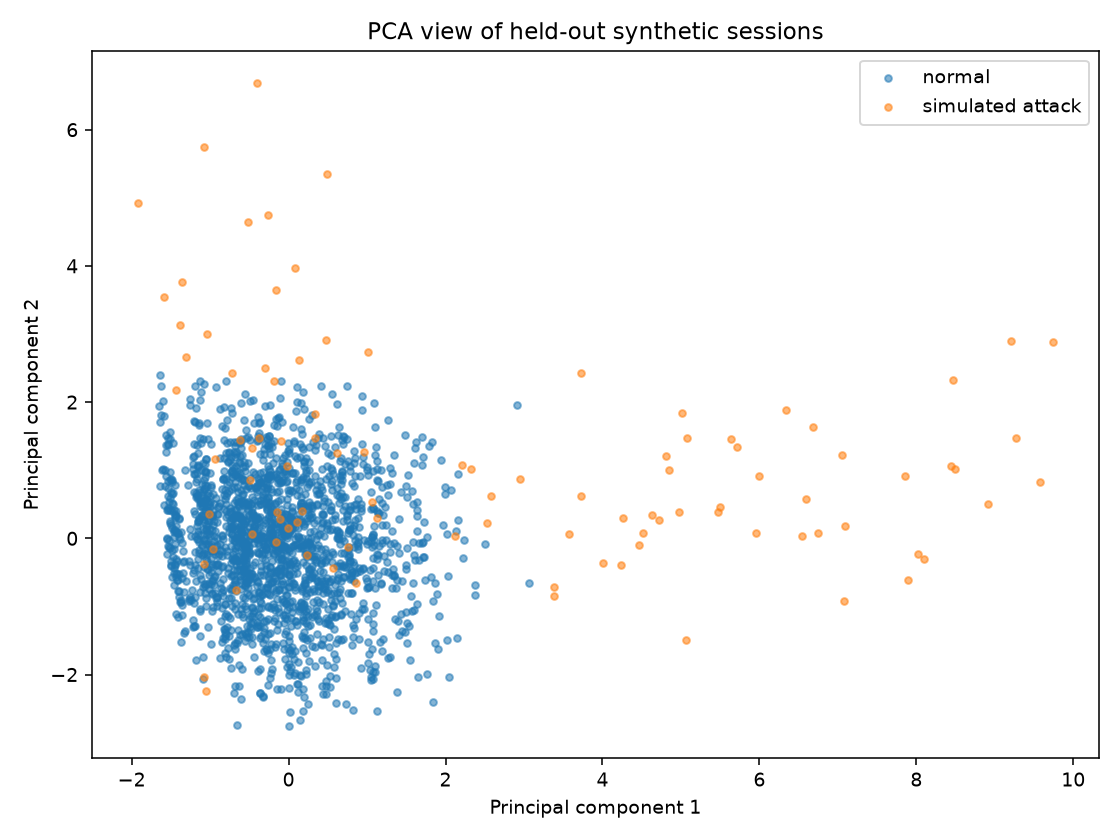 PCA view of held-out synthetic sessions
normal
simulated attack
6
4
2
0
−2
Principal component 2
−2
0
2
4
6
8
10
Principal component 1